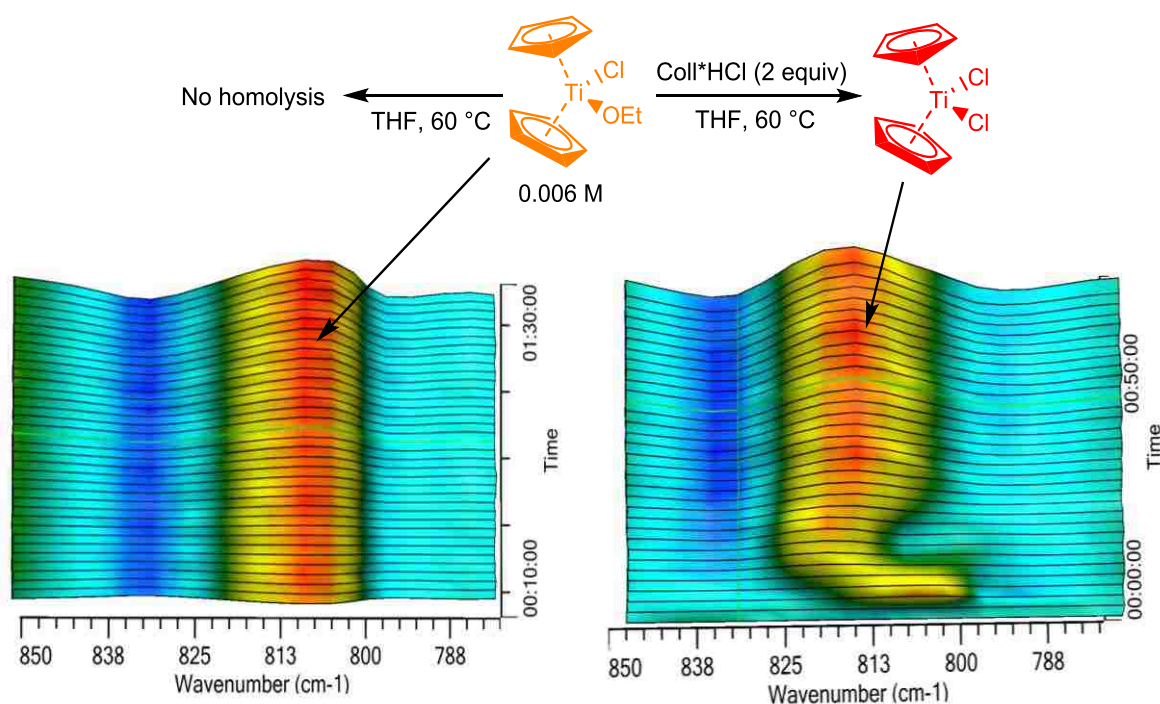 Coll*HCl (2 equiv)
No homolysis
THF, 60 °C
THF, 60 °C
Cl
Ti
OEt
Cl
Ti
Cl
0.006 M
01:30:00
Time
00:10:00
850 838 825 813 800 788
Wavenumber (cm-1)
00:50:00
Time
00:00:00
850 838 825 813 800 788
Wavenumber (cm-1)